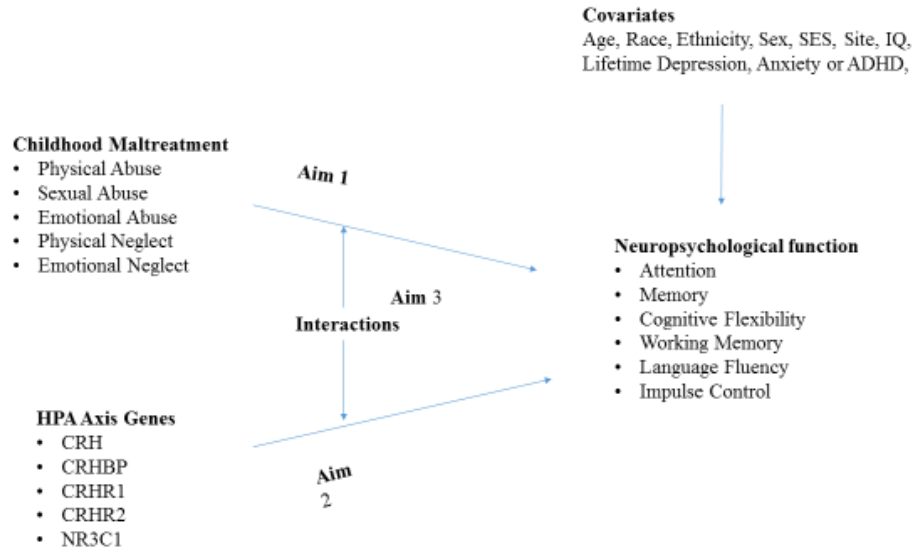 Covariates
Age, Race, Ethnicity, Sex, SES, Site, IQ,
Lifetime Depression, Anxiety or ADHD,
Childhood Maltreatment
• Physical Abuse
• Sexual Abuse
• Emotional Abuse
• Physical Neglect
• Emotional Neglect
Aim 1
Neuropsychological function
• Attention
• Memory
• Cognitive Flexibility
• Working Memory
• Language Fluency
• Impulse Control
Aim 3
Interactions
HPA Axis Genes
• CRH
• CRHBP
• CRHR1
• CRHR2
• NR3C1
Aim
2